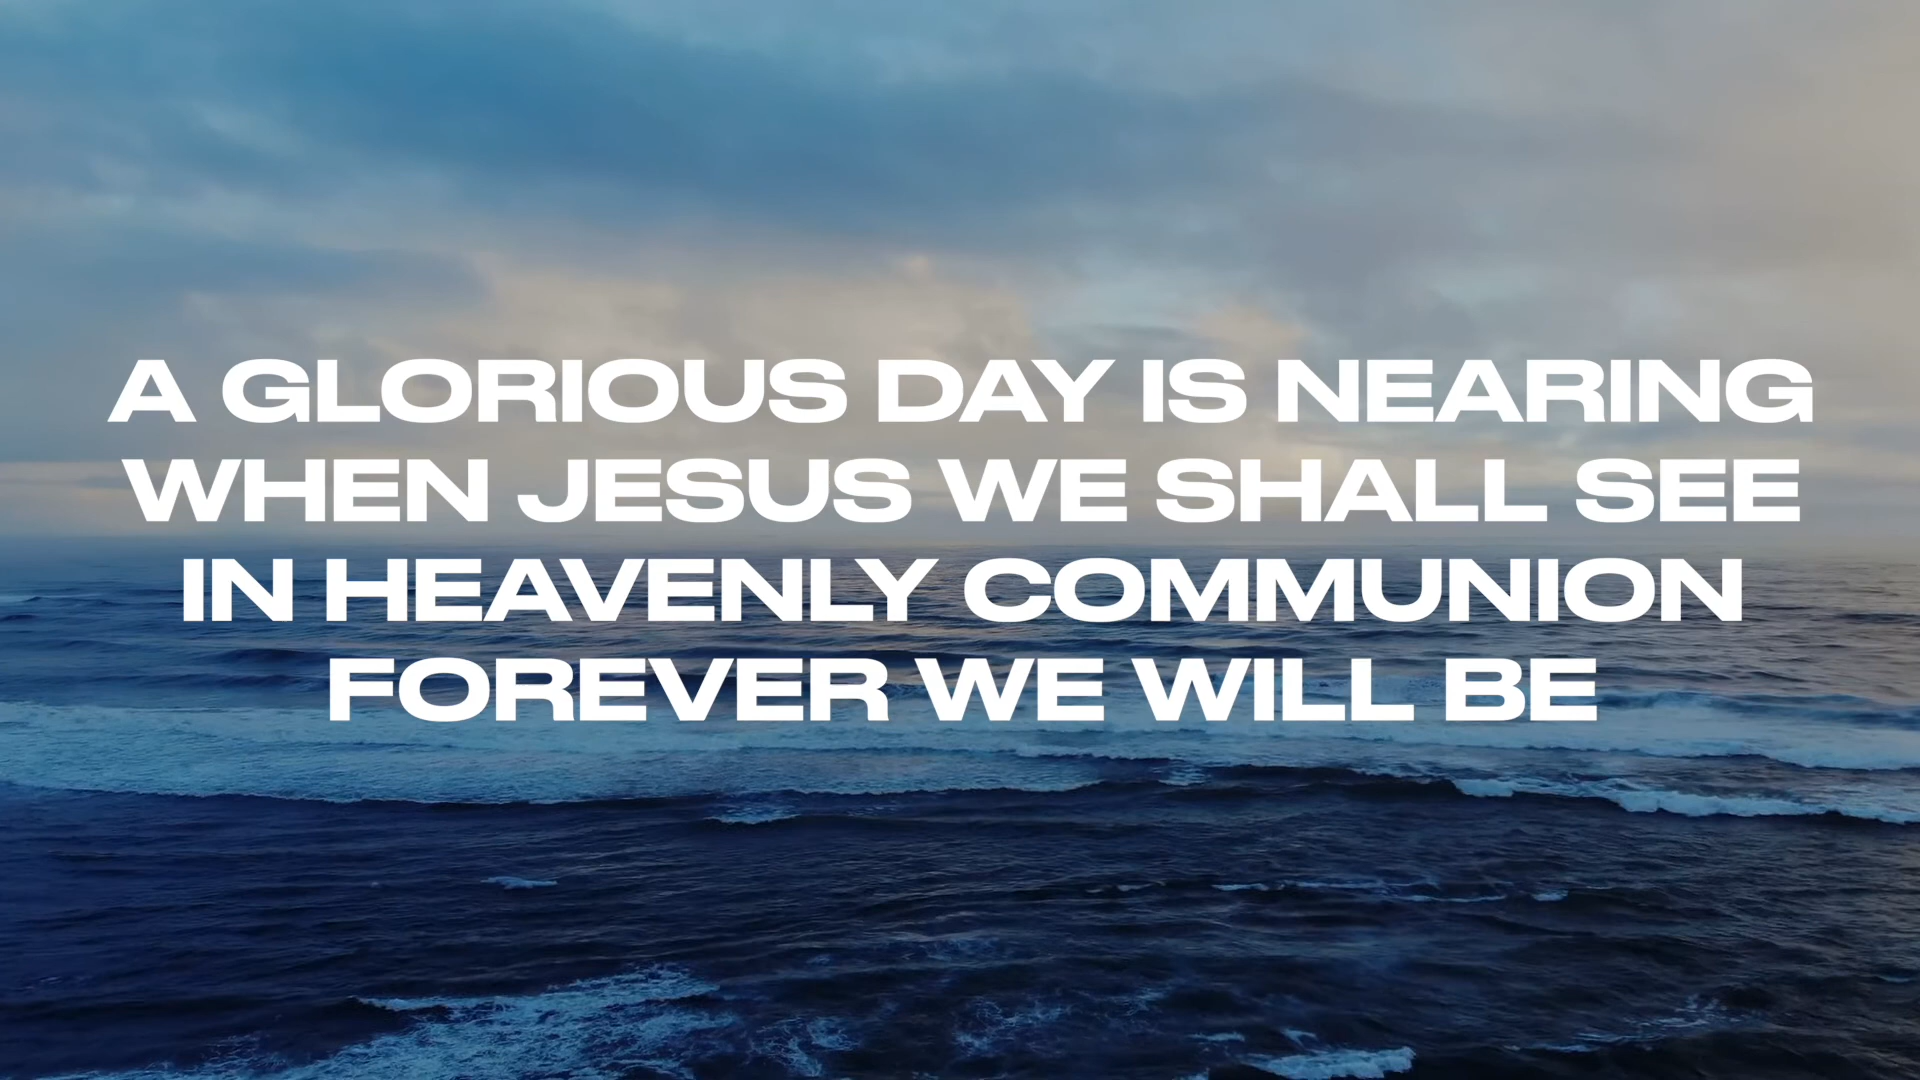 A GLORIOUS DAY IS NEARING
WHEN JESUS WE SHALL SEE
IN HEAVENLY COMMUNION
FOREVER WE WILL BE